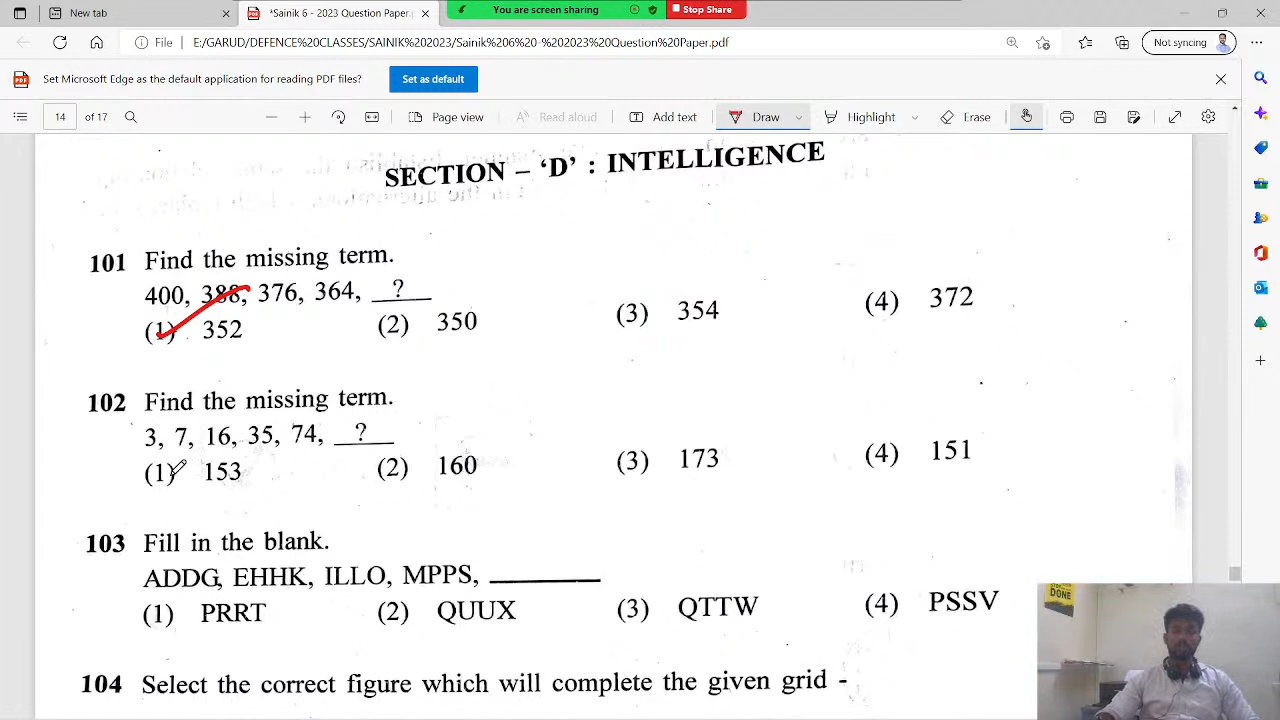 New tab
*Sainik 6 - 2023 Question Paper.
You are screen sharing
Stop Share
File
E:/GARUD/DEFENCE%20CLASSES/SAINIK%202023/Sainik%206%20-%202023%20Question%20Paper.pdf
Not syncing
Set Microsoft Edge as the default application for reading PDF files?
Set as default
14 of 17
Page view
Read aloud
Add text
Draw
Highlight
Erase
SECTION – ‘D’ : INTELLIGENCE
101 Find the missing term.
400, 388, 376, 364, ?
(1) 352 (2) 350 (3) 354 (4) 372
102 Find the missing term.
3, 7, 16, 35, 74, ?
(1) 153 (2) 160 (3) 173 (4) 151
103 Fill in the blank.
ADDG, EHHK, ILLO, MPPS, ________
(1) PRRT (2) QUUX (3) QTTW (4) PSSV
104 Select the correct figure which will complete the given grid -
DONE